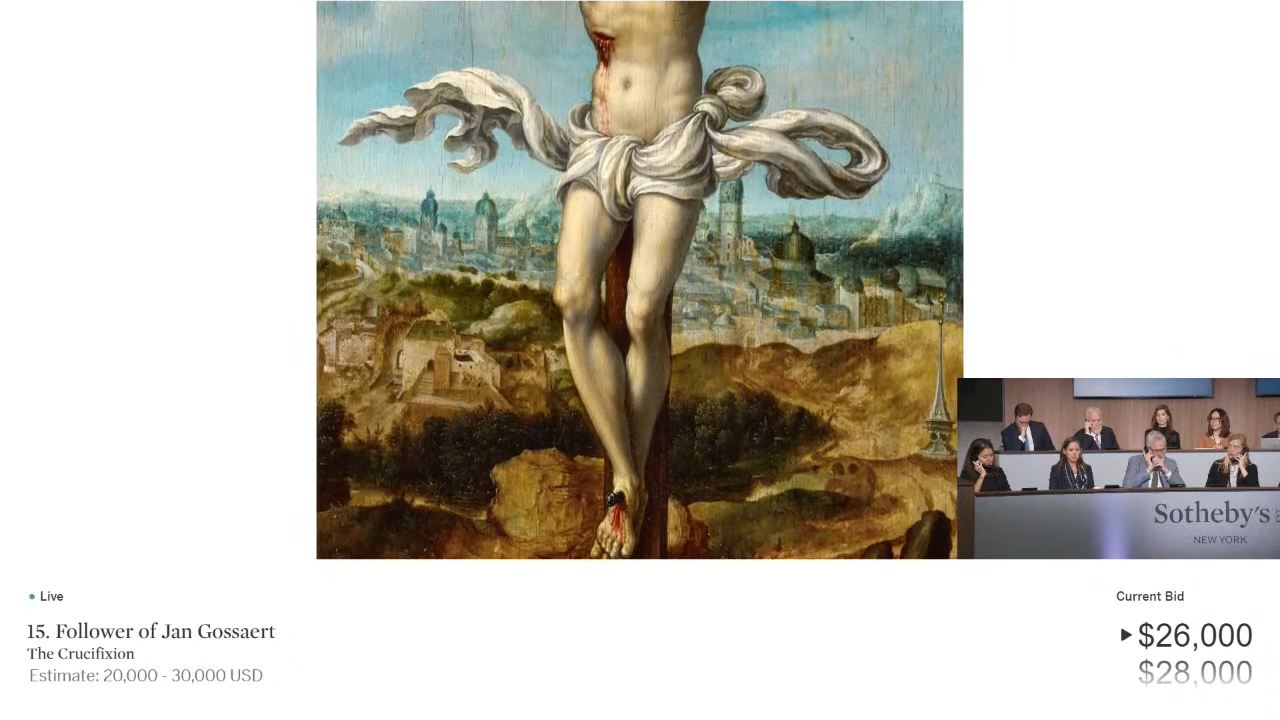 Sotheby's
NEW YORK
Live
Current Bid
15. Follower of Jan Gossaert
The Crucifixion
Estimate: 20,000 - 30,000 USD
$26,000
$28,000